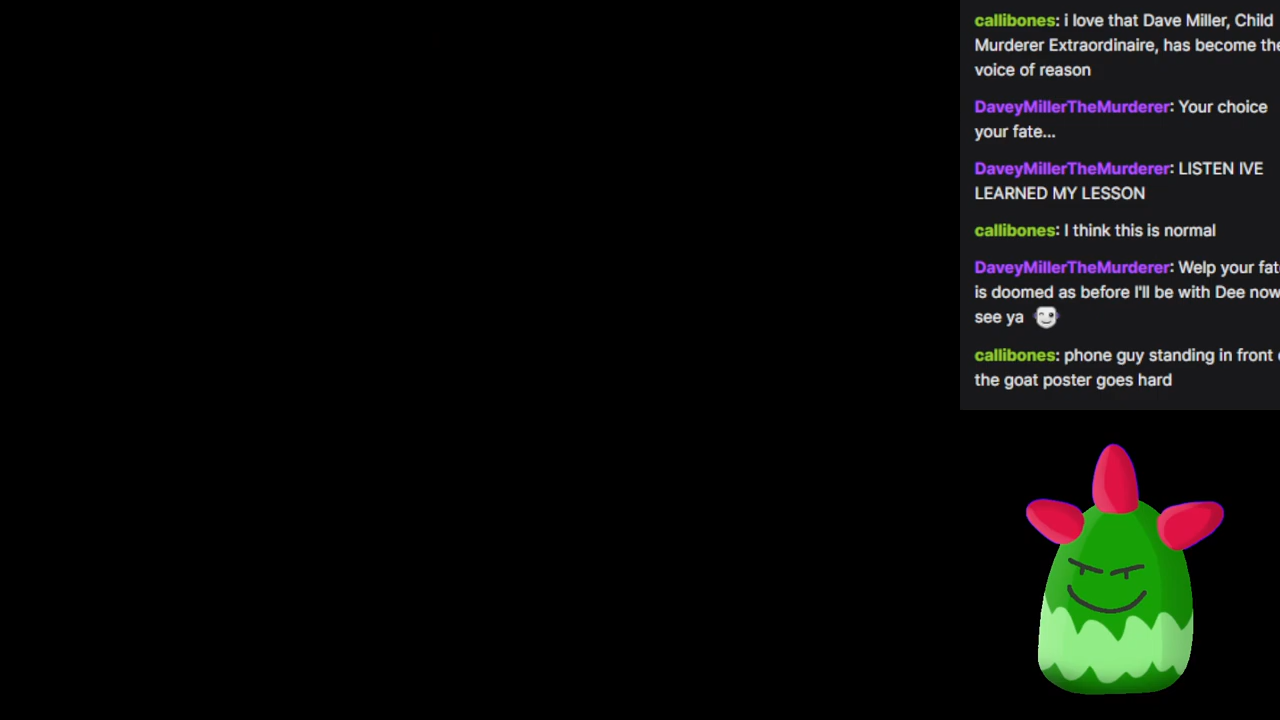 callibones: i love that Dave Miller, Child
Murderer Extraordinaire, has become the
voice of reason
DaveyMillerTheMurderer: Your choice
your fate...
DaveyMillerTheMurderer: LISTEN IVE
LEARNED MY LESSON
callibones: I think this is normal
DaveyMillerTheMurderer: Welp your fat
is doomed as before I'll be with Dee now
see ya
callibones: phone guy standing in front
the goat poster goes hard